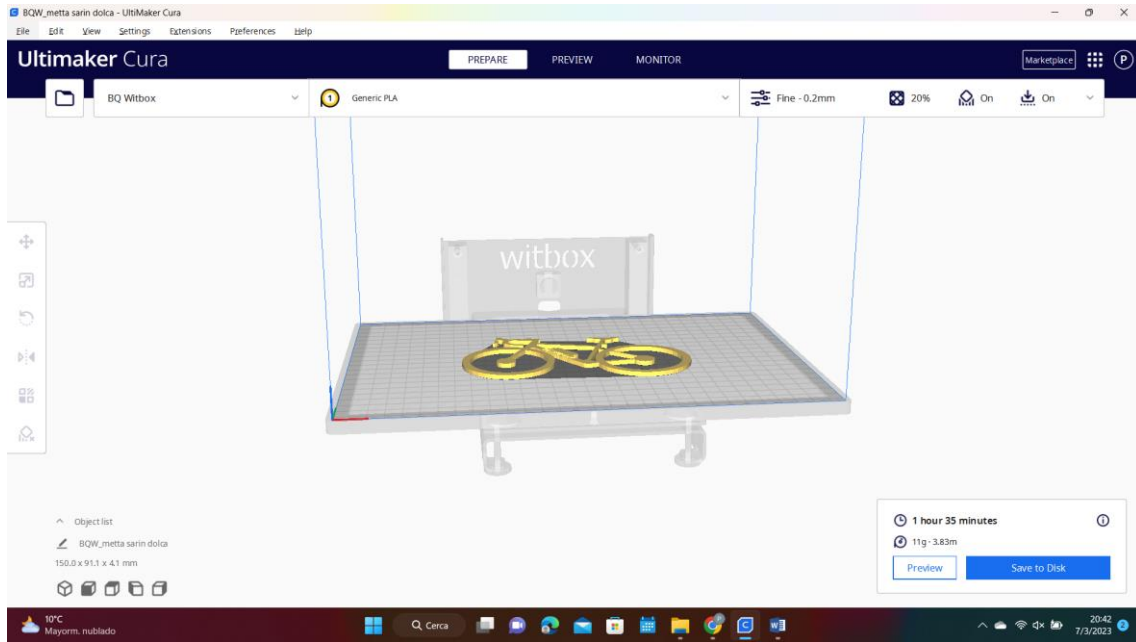 BQW_metta sarin dolca - UltiMaker Cura
File Edit View Settings Extensions Preferences Help
Ultimaker Cura PREPARE PREVIEW MONITOR Marketplace P
BQ Witbox 1 Generic PLA Fine - 0.2mm 20% On On
witbox
Object list
BQW_metta sarin dolca
150.0 x 91.1 x 4.1 mm
1 hour 35 minutes
11g · 3.83m
Preview Save to Disk
10°C
Mayorm. nublado
Cerca
20:42
7/3/2023
2